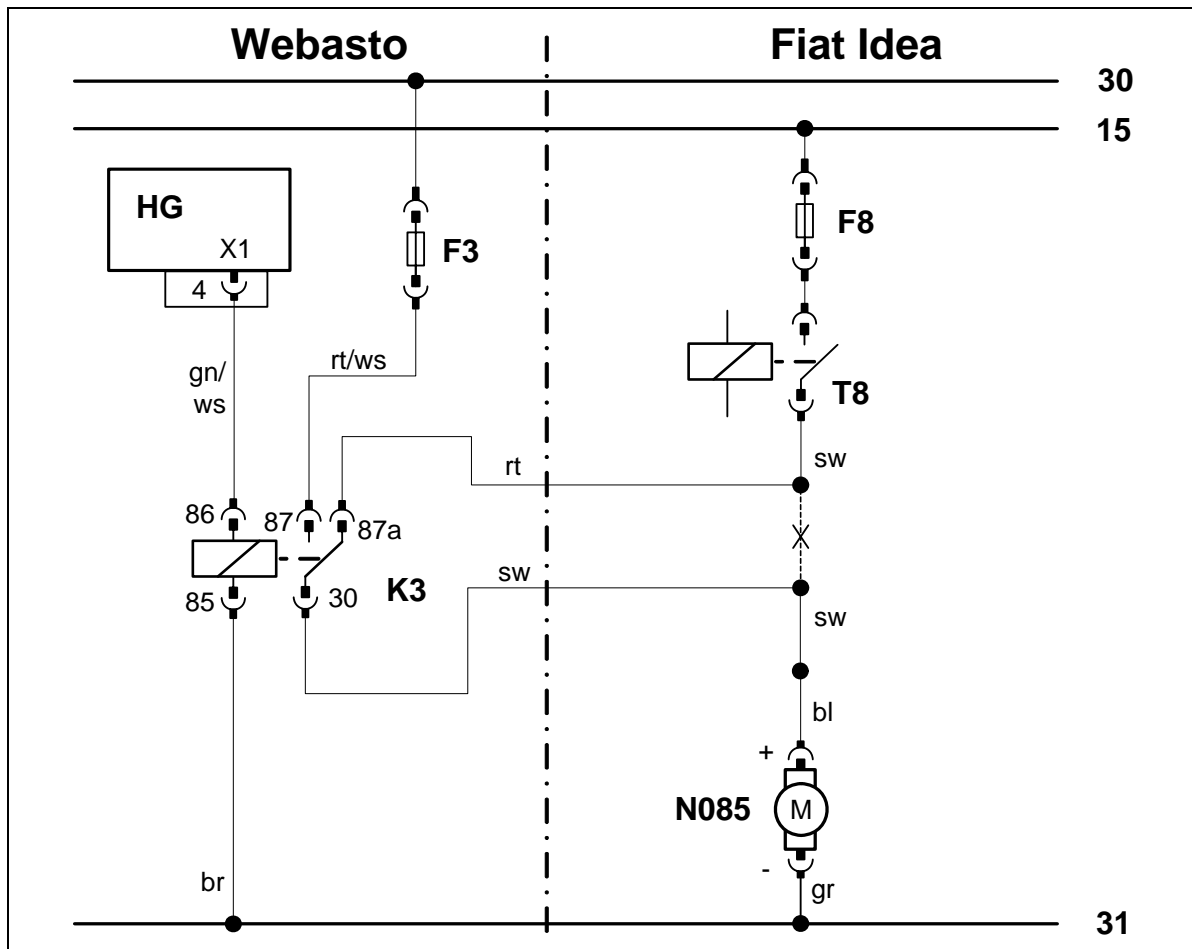 Webasto
Fiat Idea
30
15
HG
X1
4
F3
F8
gn/
ws
rt/ws
T8
rt
sw
86
87
87a
85
30
K3
sw
sw
bl
+
N085
M
-
br
gr
31